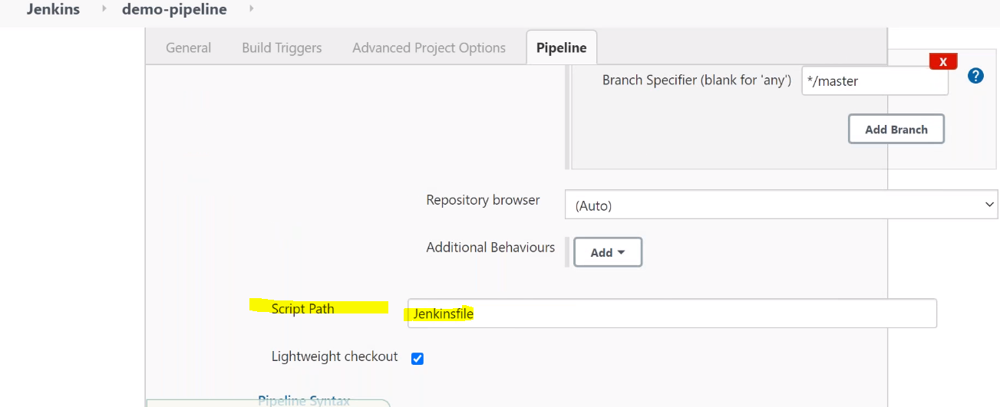 Jenkins demo-pipeline
General Build Triggers Advanced Project Options Pipeline
X
Branch Specifier (blank for 'any') */master ?
Add Branch
Repository browser (Auto)
Additional Behaviours Add
Script Path Jenkinsfile
Lightweight checkout
Pipeline Syntax